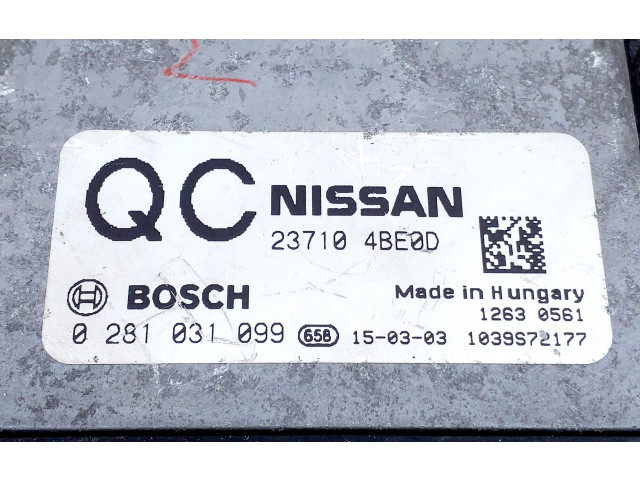 2
QC NISSAN
23710 4BE0D
BOSCH Made in Hungary
1263 0561
0 281 031 099 658 15-03-03 1039S72177